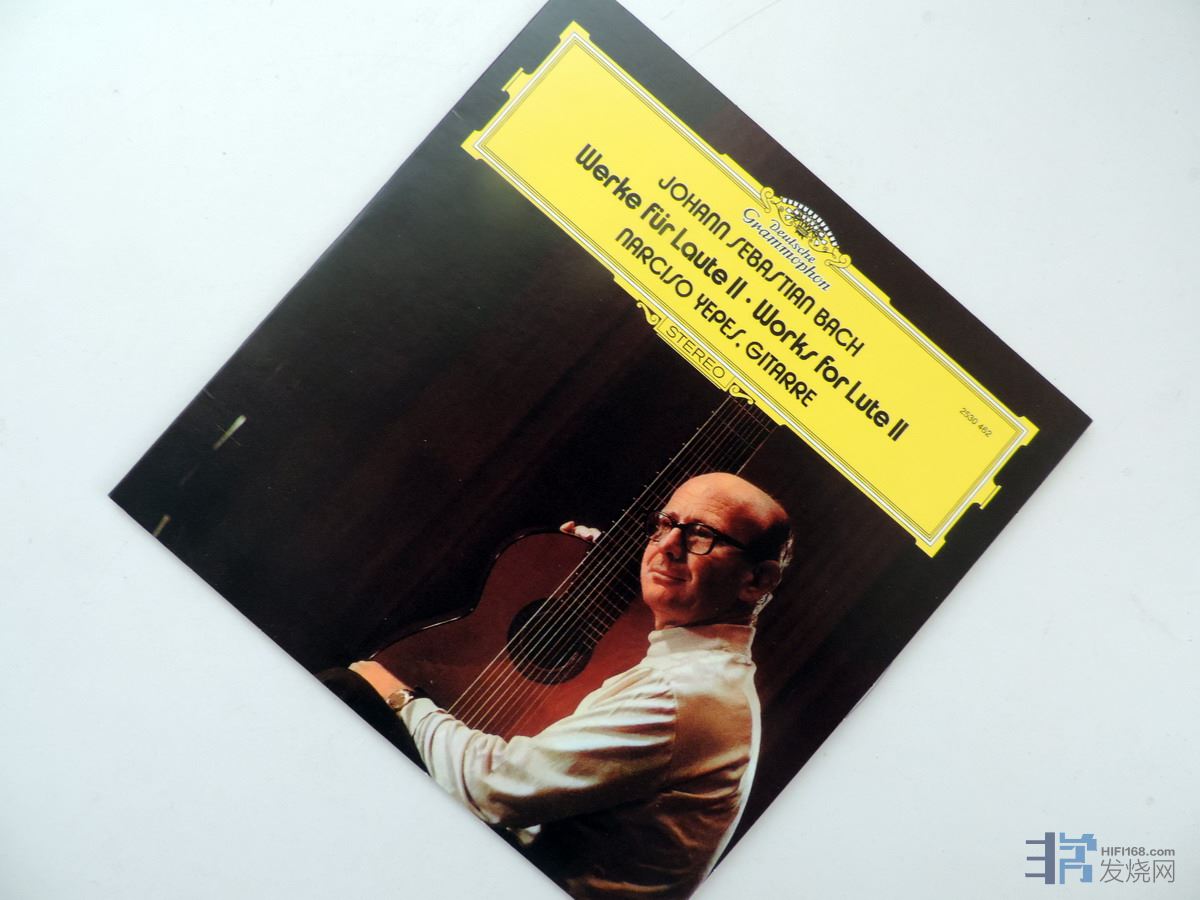 Deutsche
Grammophon
JOHANN SEBASTIAN BACH
Werke für Laute II · Works for Lute II
NARCISO YEPES, GITARRE
STEREO
2530 462
HIFI168.com
发烧网